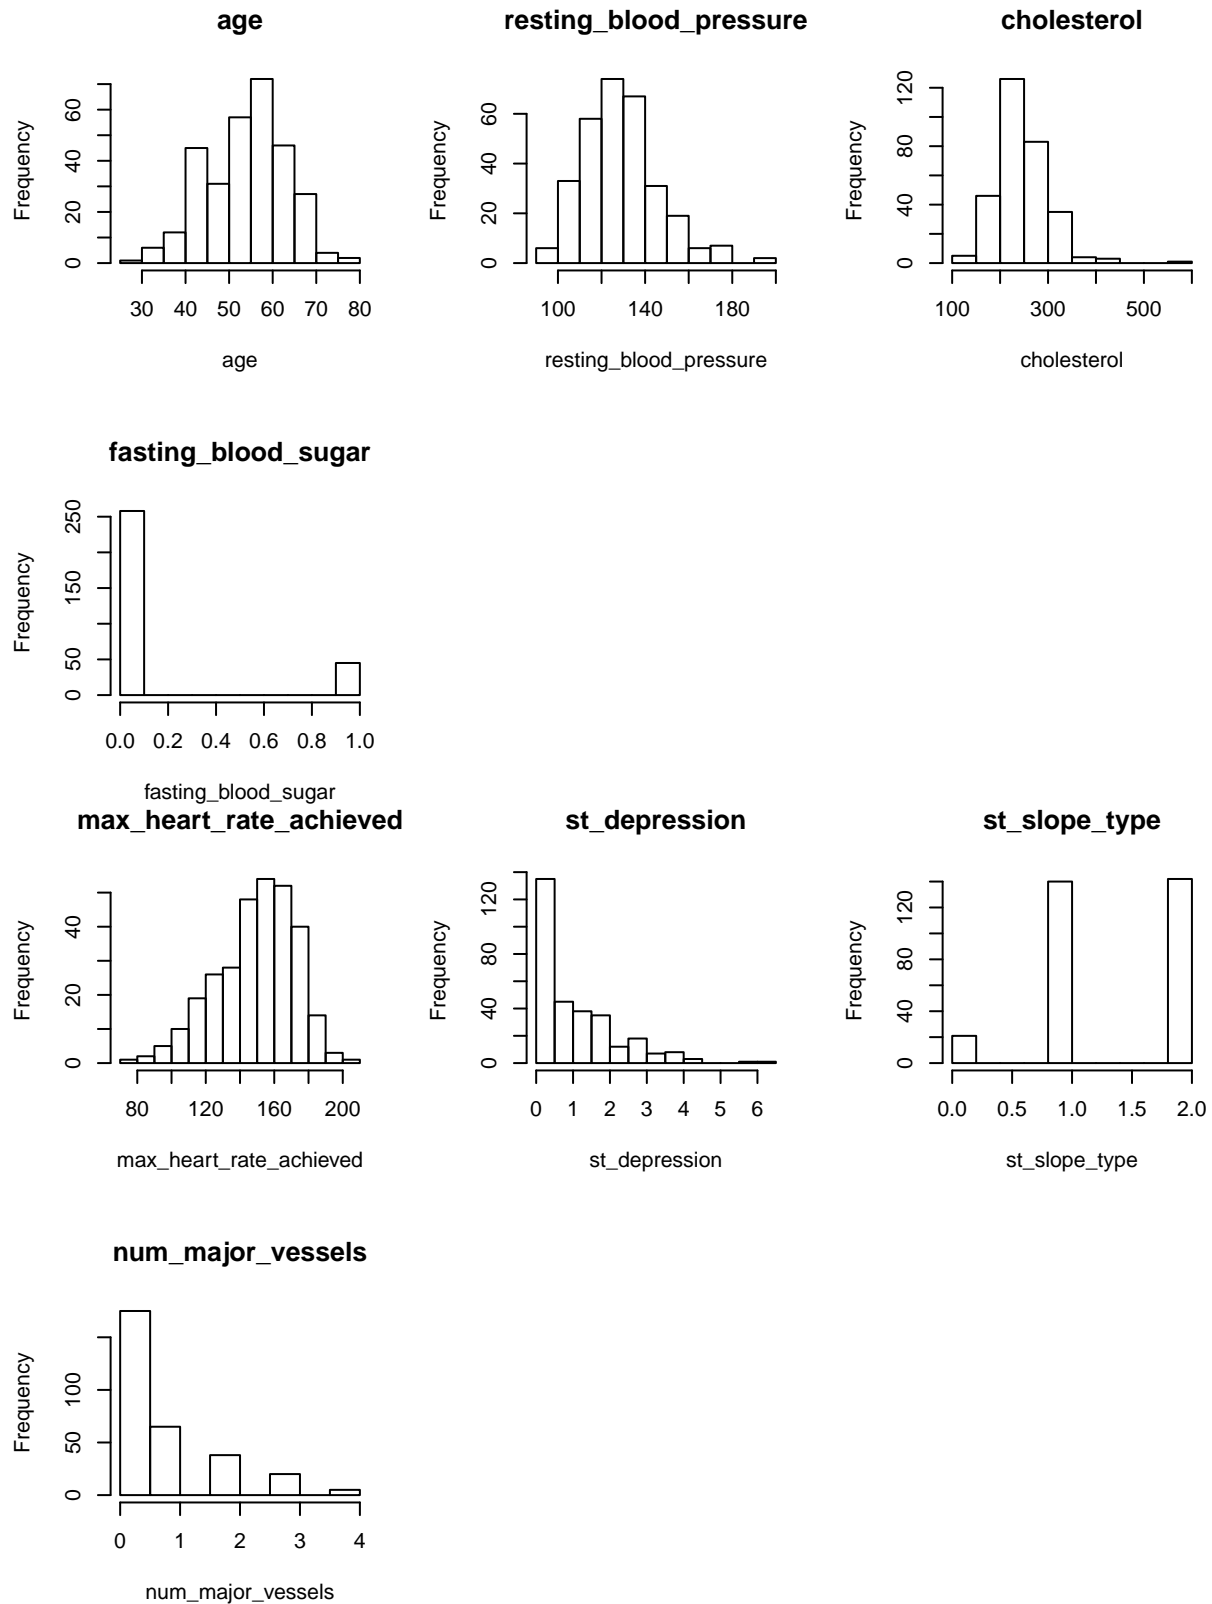 age
Frequency
0 20 40 60
30 40 50 60 70 80
age
resting_blood_pressure
Frequency
0 20 40 60
100 140 180
resting_blood_pressure
cholesterol
Frequency
0 40 80 120
100 300 500
cholesterol
fasting_blood_sugar
Frequency
0 50 150 250
0.0 0.2 0.4 0.6 0.8 1.0
fasting_blood_sugar
max_heart_rate_achieved
Frequency
0 20 40
80 120 160 200
max_heart_rate_achieved
st_depression
Frequency
0 40 80 120
0 1 2 3 4 5 6
st_depression
st_slope_type
Frequency
0 40 80 120
0.0 0.5 1.0 1.5 2.0
st_slope_type
num_major_vessels
Frequency
0 50 100
0 1 2 3 4
num_major_vessels